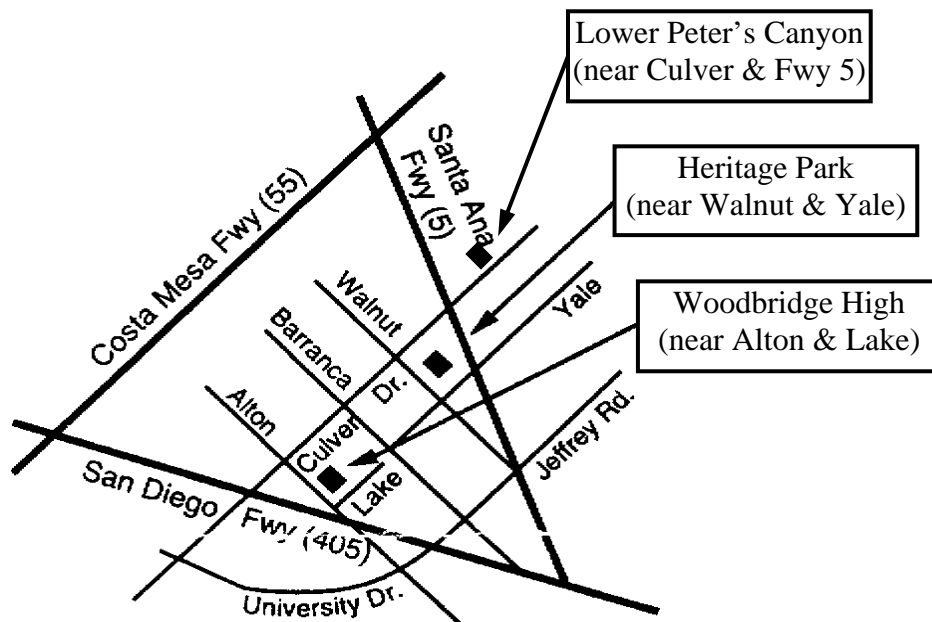 Lower Peter’s Canyon
(near Culver & Fwy 5)
Heritage Park
(near Walnut & Yale)
Woodbridge High
(near Alton & Lake)
Costa Mesa Fwy (55)
Santa Ana
Fwy (5)
Walnut
Yale
Barranca
Alton
Culver Dr.
Lake
Jeffrey Rd.
San Diego Fwy (405)
University Dr.